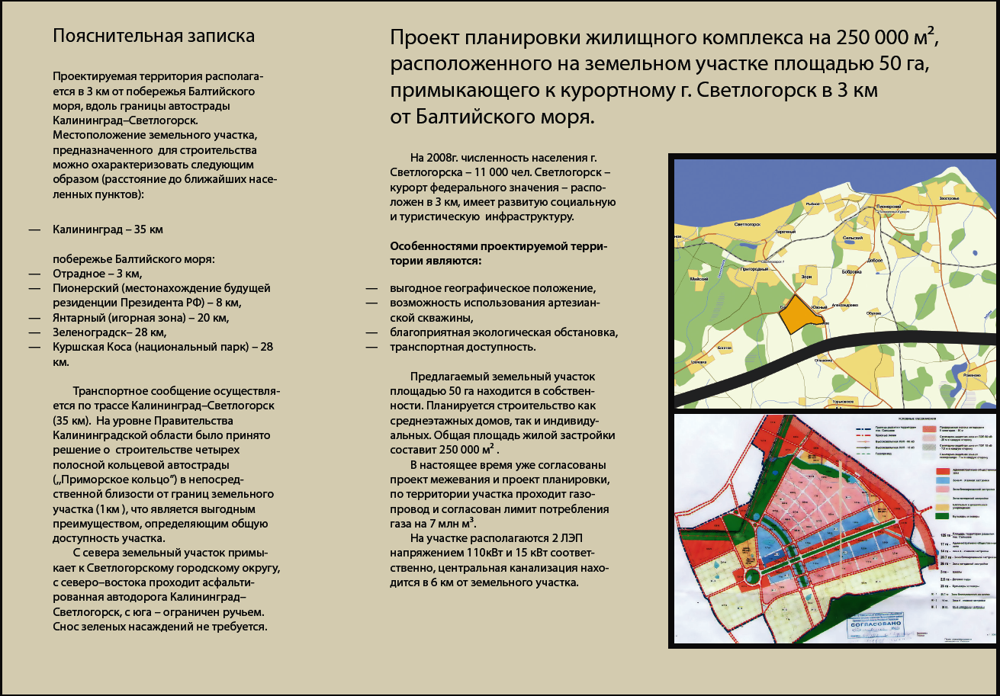 Пояснительная записка
Проектируемая территория располага-
ется в 3 км от побережья Балтийского
моря, вдоль границы автострады
Калининград–Светлогорск.
Местоположение земельного участка,
предназначенного  для строительства
можно охарактеризовать следующим
образом (расстояние до ближайших насе-
ленных пунктов):
— Калининград – 35 км
побережье Балтийского моря:
— Отрадное – 3 км,
— Пионерский (местонахождение будущей
резиденции Президента РФ) – 8 км,
— Янтарный (игорная зона) – 20 км,
— Зеленоградск– 28 км,
— Куршская Коса (национальный парк) – 28
км.
Транспортное сообщение осуществля-
ется по трассе Калининград–Светлогорск
(35 км).  На уровне Правительства
Калининградской области было принято
решение о  строительстве четырех
полосной кольцевой автострады
(„Приморское кольцо”) в непосред-
ственной близости от границ земельного
участка (1км ), что является выгодным
преимуществом, определяющим общую
доступность участка.
С севера земельный участок примы-
кает к Светлогорскому городскому округу,
с северо–востока проходит асфальти-
рованная автодорога Калининград–
Светлогорск, с юга – ограничен ручьем.
Снос зеленых насаждений не требуется.
Проект планировки жилищного комплекса на 250 000 м²,
расположенного на земельном участке площадью 50 га,
примыкающего к курортному г. Светлогорск в 3 км
от Балтийского моря.
На 2008г. численность населения г.
Светлогорска – 11 000 чел. Светлогорск –
курорт федерального значения – распо-
ложен в 3 км, имеет развитую социальную
и туристическую  инфраструктуру.
Особенностями проектируемой терри-
тории являются:
— выгодное географическое положение,
— возможность использования артезиан-
ской скважины,
— благоприятная экологическая обстановка,
— транспортная доступность.
Предлагаемый земельный участок
площадью 50 га находится в собствен-
ности. Планируется строительство как
среднеэтажных домов, так и индивиду-
альных. Общая площадь жилой застройки
составит 250 000 м² .
В настоящее время уже согласованы
проект межевания и проект планировки,
по территории участка проходит газо-
провод и согласован лимит потребления
газа на 7 млн м³.
На участке располагаются 2 ЛЭП
напряжением 110кВт и 15 кВт соответ-
ственно, центральная канализация нахо-
дится в 6 км от земельного участка.
Рыбное
Пионерский
Заостровье
Светлогорск
Заречный
Сельский
Светлогорск 1
Доброе
Пригородный
Бобровка
Майский
Зори
Южный
Александровка
Обухово
Богатое
Грачевка
Ольшанка
Романово
Горьковское
УСЛОВНЫЕ ОБОЗНАЧЕНИЯ
Красные линии
Газопровод
Бульвары и скверы
СОГЛАСОВАНО